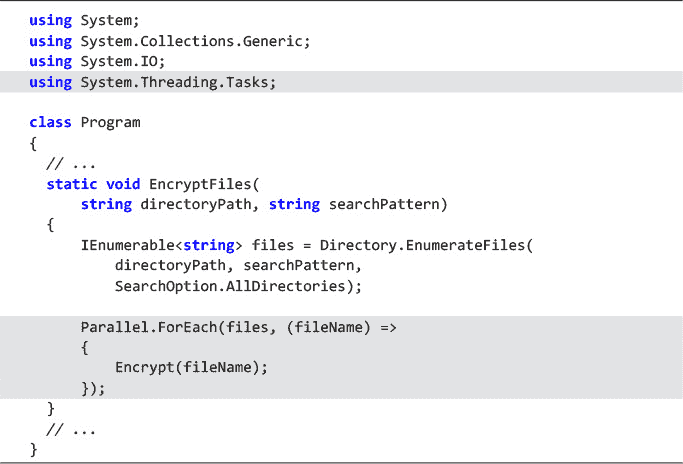 using System;
using System.Collections.Generic;
using System.IO;
using System.Threading.Tasks;
class Program
{
// ...
static void EncryptFiles(
string directoryPath, string searchPattern)
{
IEnumerable<string> files = Directory.EnumerateFiles(
directoryPath, searchPattern,
SearchOption.AllDirectories);
Parallel.ForEach(files, (fileName) =>
{
Encrypt(fileName);
});
}
// ...
}